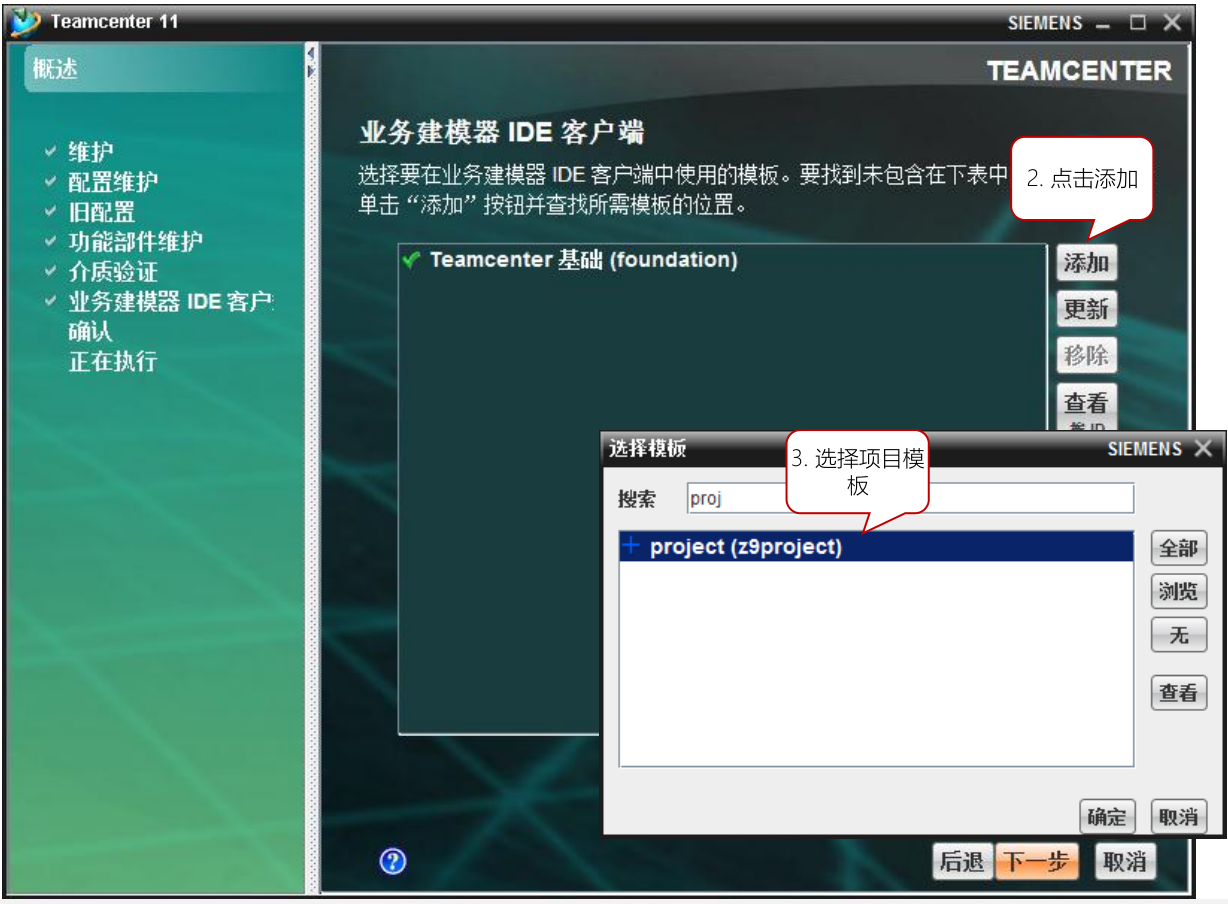 Teamcenter 11
SIEMENS
概述
TEAMCENTER
维护
配置维护
旧配置
功能部件维护
介质验证
业务建模器 IDE 客户
确认
正在执行
业务建模器 IDE 客户端
选择要在业务建模器 IDE 客户端中使用的模板。要找到未包含在下表中
单击“添加”按钮并查找所需模板的位置。
2. 点击添加
Teamcenter 基础 (foundation)
添加
更新
移除
查看
选择模板
SIEMENS
3. 选择项目模
板
搜索
proj
project (z9project)
全部
浏览
无
查看
确定
取消
后退
下一步
取消